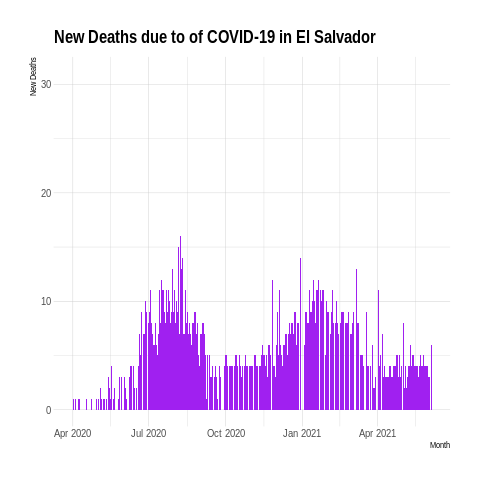 New Deaths due to of COVID-19 in El Salvador
New Deaths
30
20
10
0
Apr 2020 Jul 2020 Oct 2020 Jan 2021 Apr 2021
Month